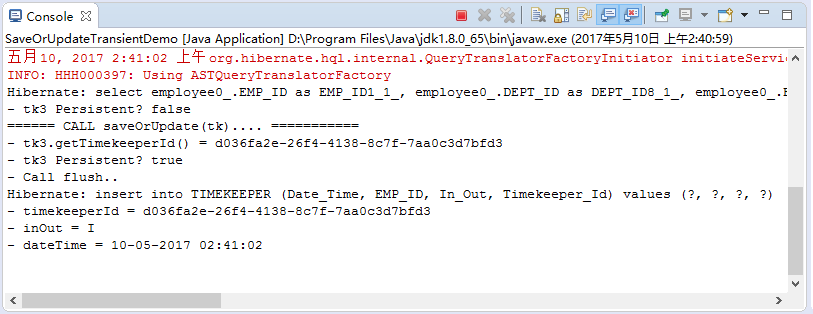 Console
SaveOrUpdateTransientDemo [Java Application] D:\Program Files\Java\jdk1.8.0_65\bin\javaw.exe (2017年5月10日 上午2:40:59)
五月 10, 2017 2:41:02 上午 org.hibernate.hql.internal.QueryTranslatorFactoryInitiator initiateServic
INFO: HHH000397: Using ASTQueryTranslatorFactory
Hibernate: select employee0_.EMP_ID as EMP_ID1_1_, employee0_.DEPT_ID as DEPT_ID8_1_, employee0_.E
- tk3 Persistent? false
====== CALL saveOrUpdate(tk).... ===========
- tk3.getTimekeeperId() = d036fa2e-26f4-4138-8c7f-7aa0c3d7bfd3
- tk3 Persistent? true
- Call flush..
Hibernate: insert into TIMEKEEPER (Date_Time, EMP_ID, In_Out, Timekeeper_Id) values (?, ?, ?, ?)
- timekeeperId = d036fa2e-26f4-4138-8c7f-7aa0c3d7bfd3
- inOut = I
- dateTime = 10-05-2017 02:41:02